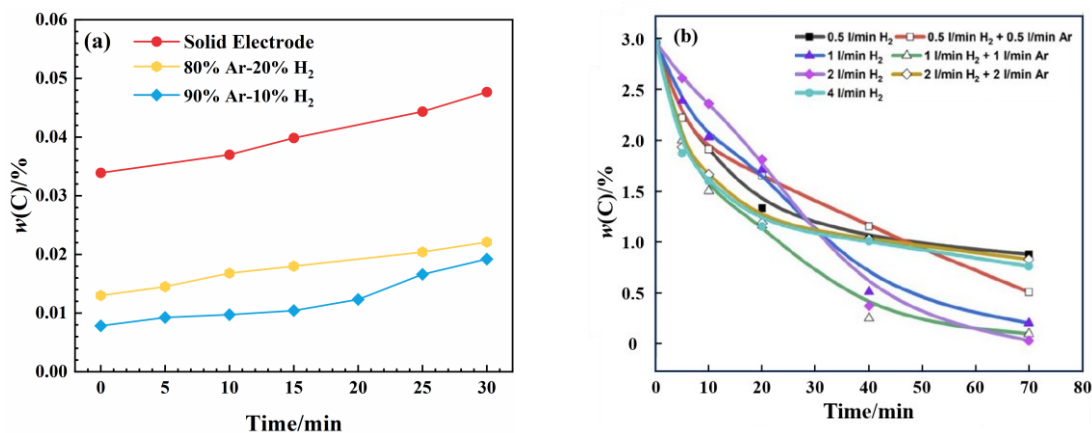 (a)
Solid Electrode
80% Ar-20% H₂
90% Ar-10% H₂
w(C)/%
0.06
0.05
0.04
0.03
0.02
0.01
0.00
0 5 10 15 20 25 30
Time/min
(b)
0.5 l/min H₂ 0.5 l/min H₂ + 0.5 l/min Ar
1 l/min H₂ 1 l/min H₂ + 1 l/min Ar
2 l/min H₂ 2 l/min H₂ + 2 l/min Ar
4 l/min H₂
w(C)/%
3.0
2.5
2.0
1.5
1.0
0.5
0
0 10 20 30 40 50 60 70 80
Time/min